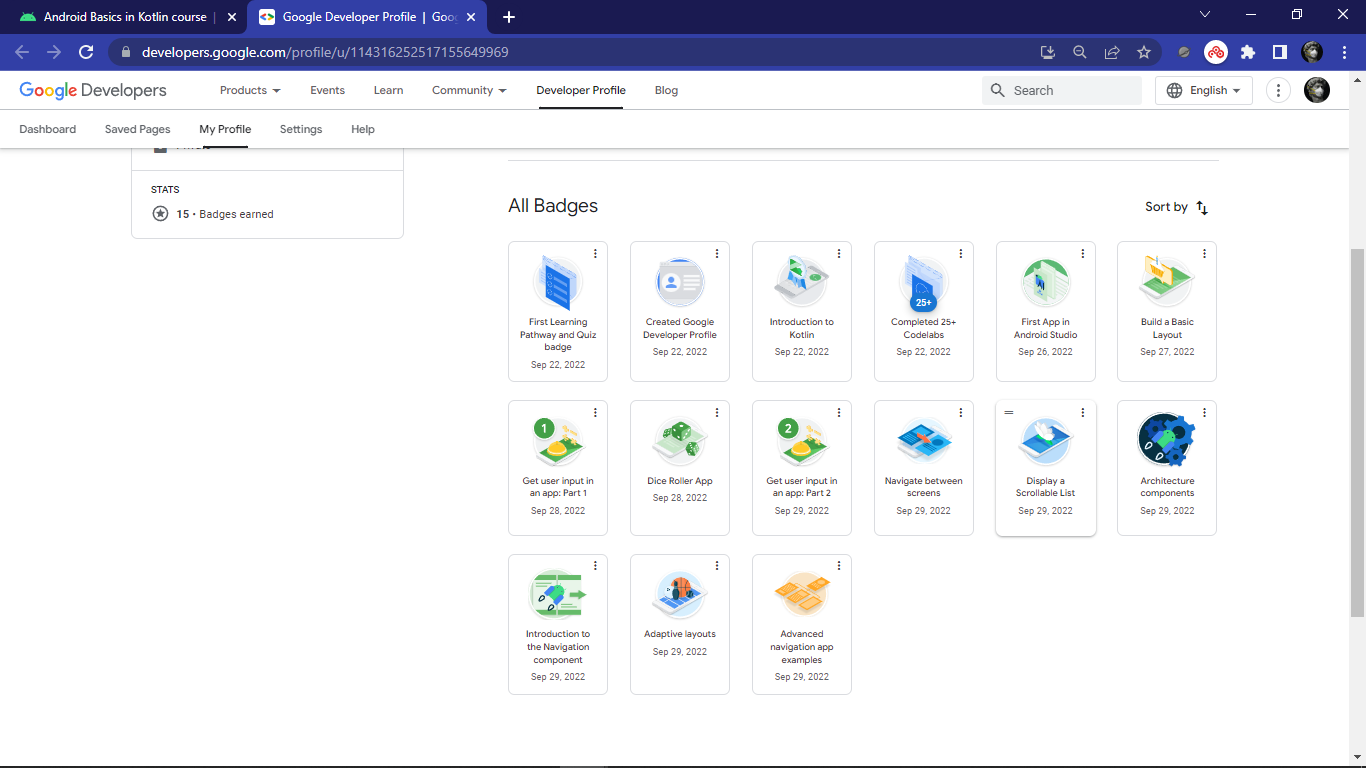 Android Basics in Kotlin course
Google Developer Profile | Goo
developers.google.com/profile/u/114316252517155649969
Google Developers
Products
Events
Learn
Community
Developer Profile
Blog
Search
English
Dashboard
Saved Pages
My Profile
Settings
Help
STATS
15 • Badges earned
All Badges
Sort by
25+
First Learning
Pathway and Quiz
badge
Sep 22, 2022
Created Google
Developer Profile
Sep 22, 2022
Introduction to
Kotlin
Sep 22, 2022
Completed 25+
Codelabs
Sep 22, 2022
First App in
Android Studio
Sep 26, 2022
Build a Basic
Layout
Sep 27, 2022
1
Get user input in
an app: Part 1
Sep 28, 2022
Dice Roller App
Sep 28, 2022
2
Get user input in
an app: Part 2
Sep 29, 2022
Navigate between
screens
Sep 29, 2022
Display a
Scrollable List
Sep 29, 2022
Architecture
components
Sep 29, 2022
Introduction to
the Navigation
component
Sep 29, 2022
Adaptive layouts
Sep 29, 2022
Advanced
navigation app
examples
Sep 29, 2022